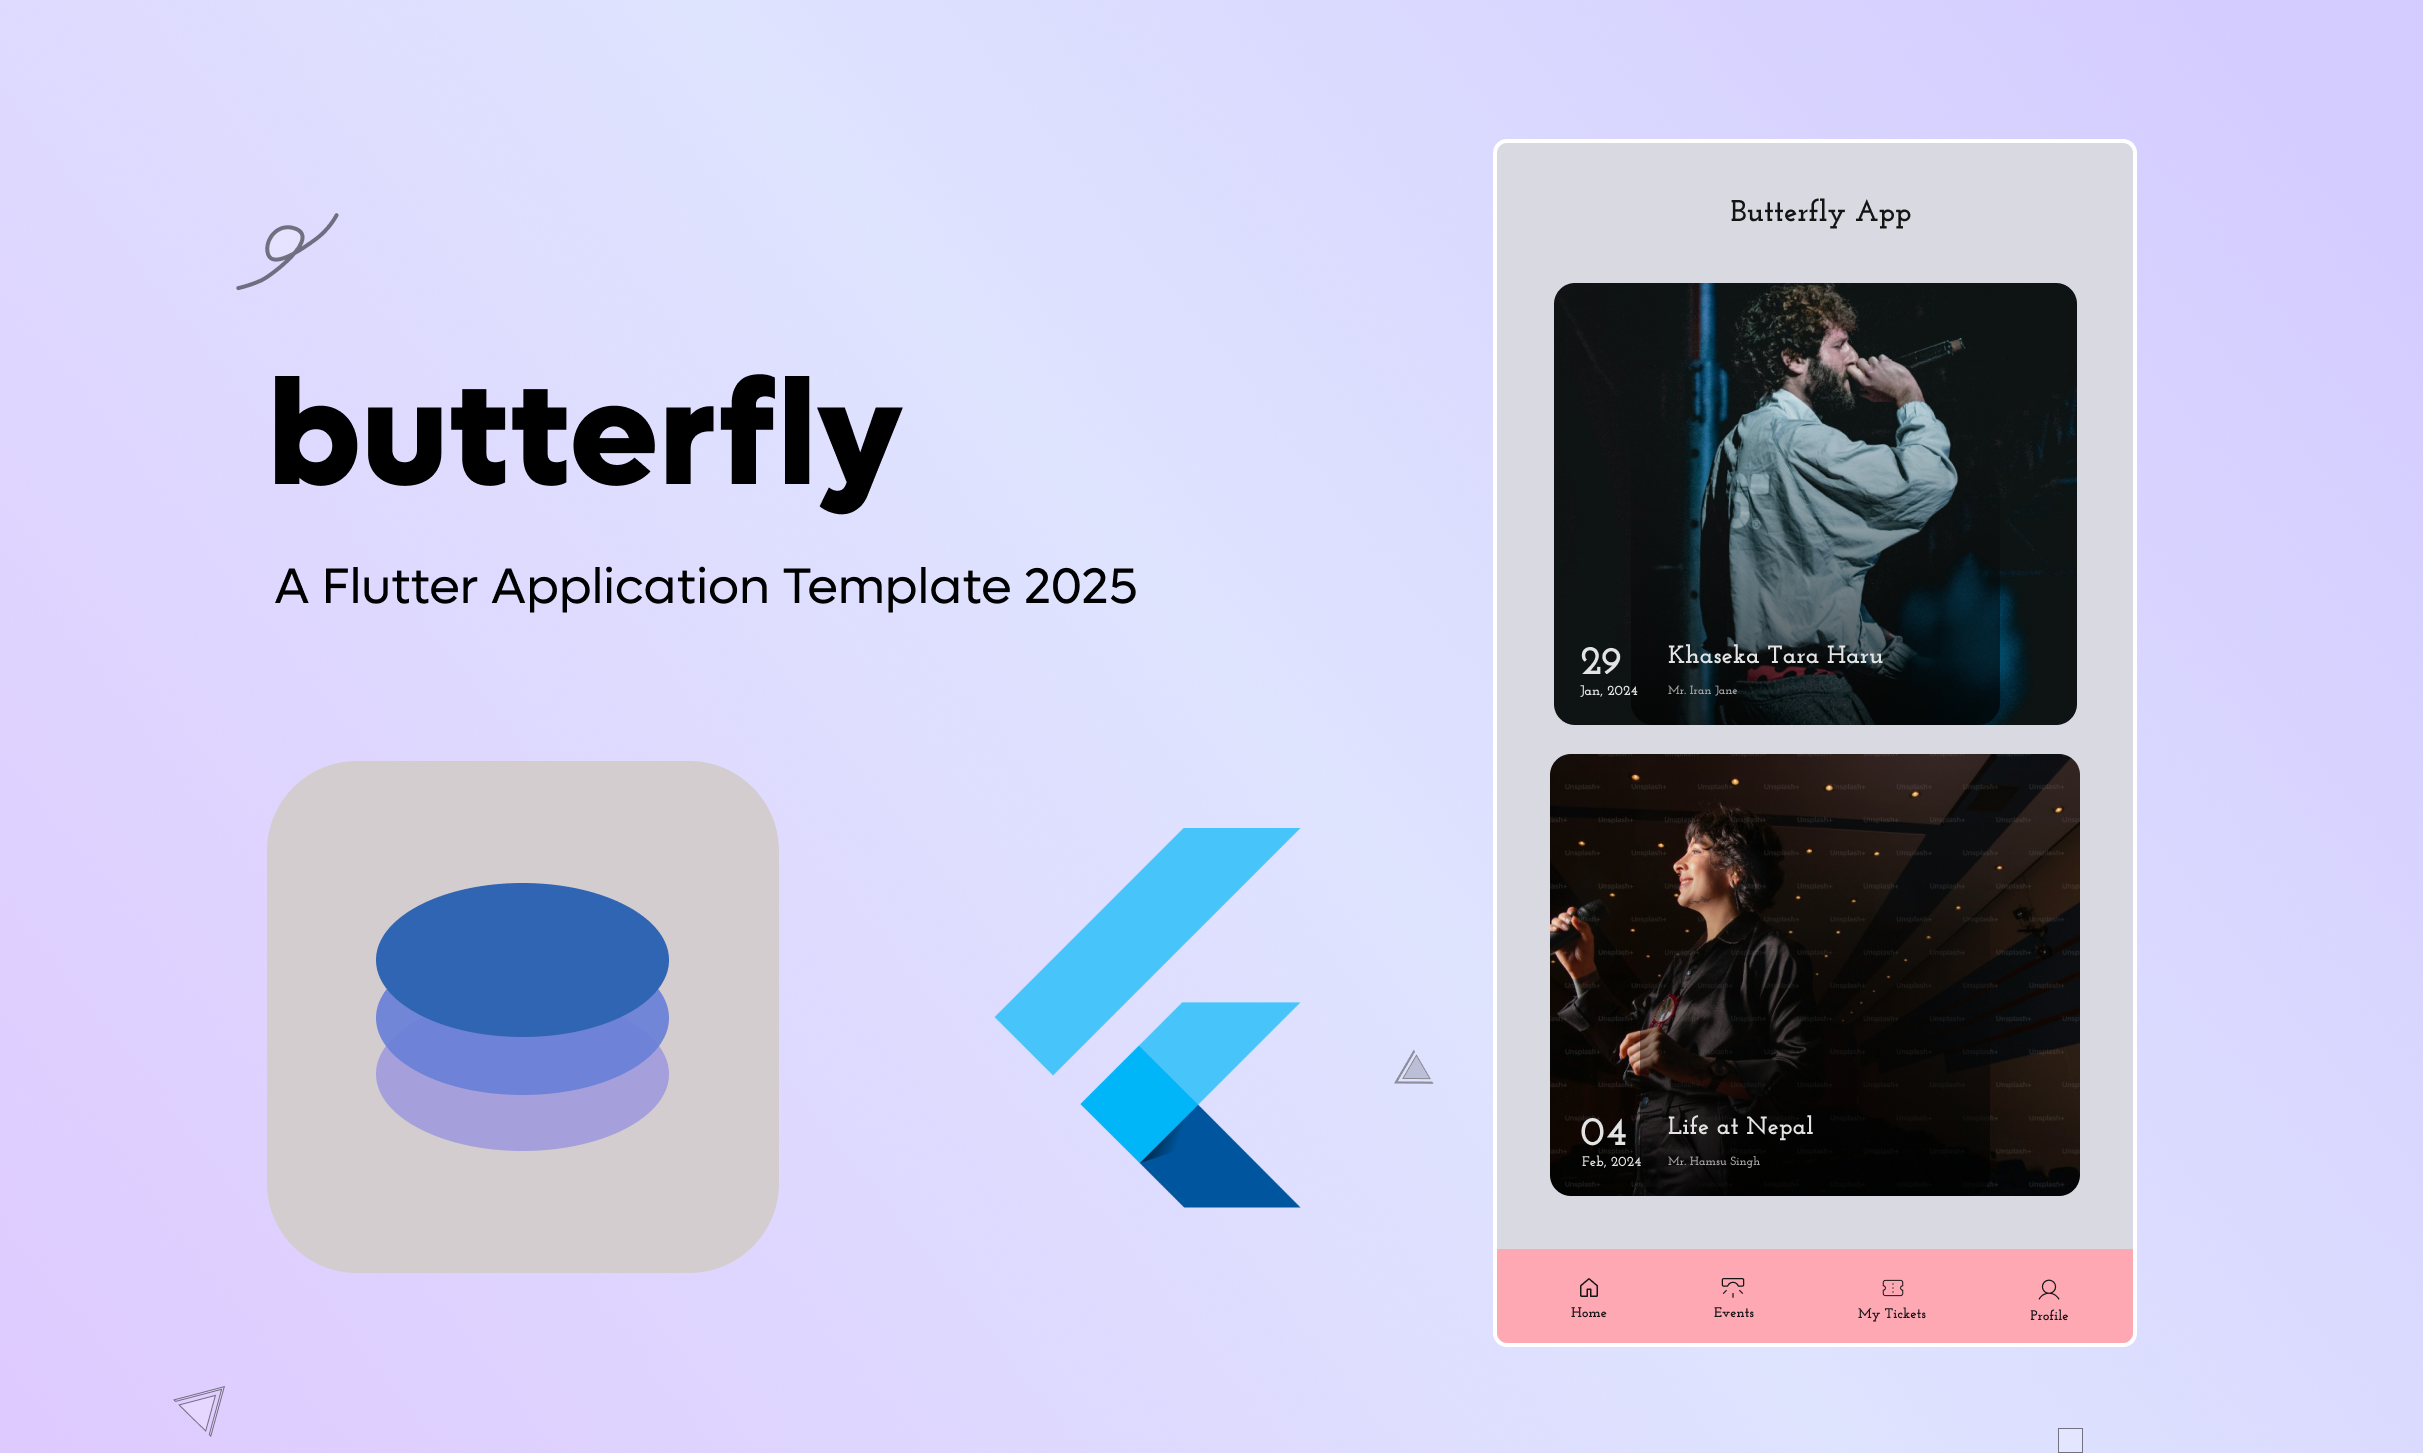 butterfly
A Flutter Application Template 2025
Butterfly App
29
Jan, 2024
Khaseka Tara Haru
Mr. Iran Jane
04
Feb, 2024
Life at Nepal
Mr. Hamsu Singh
Home
Events
My Tickets
Profile